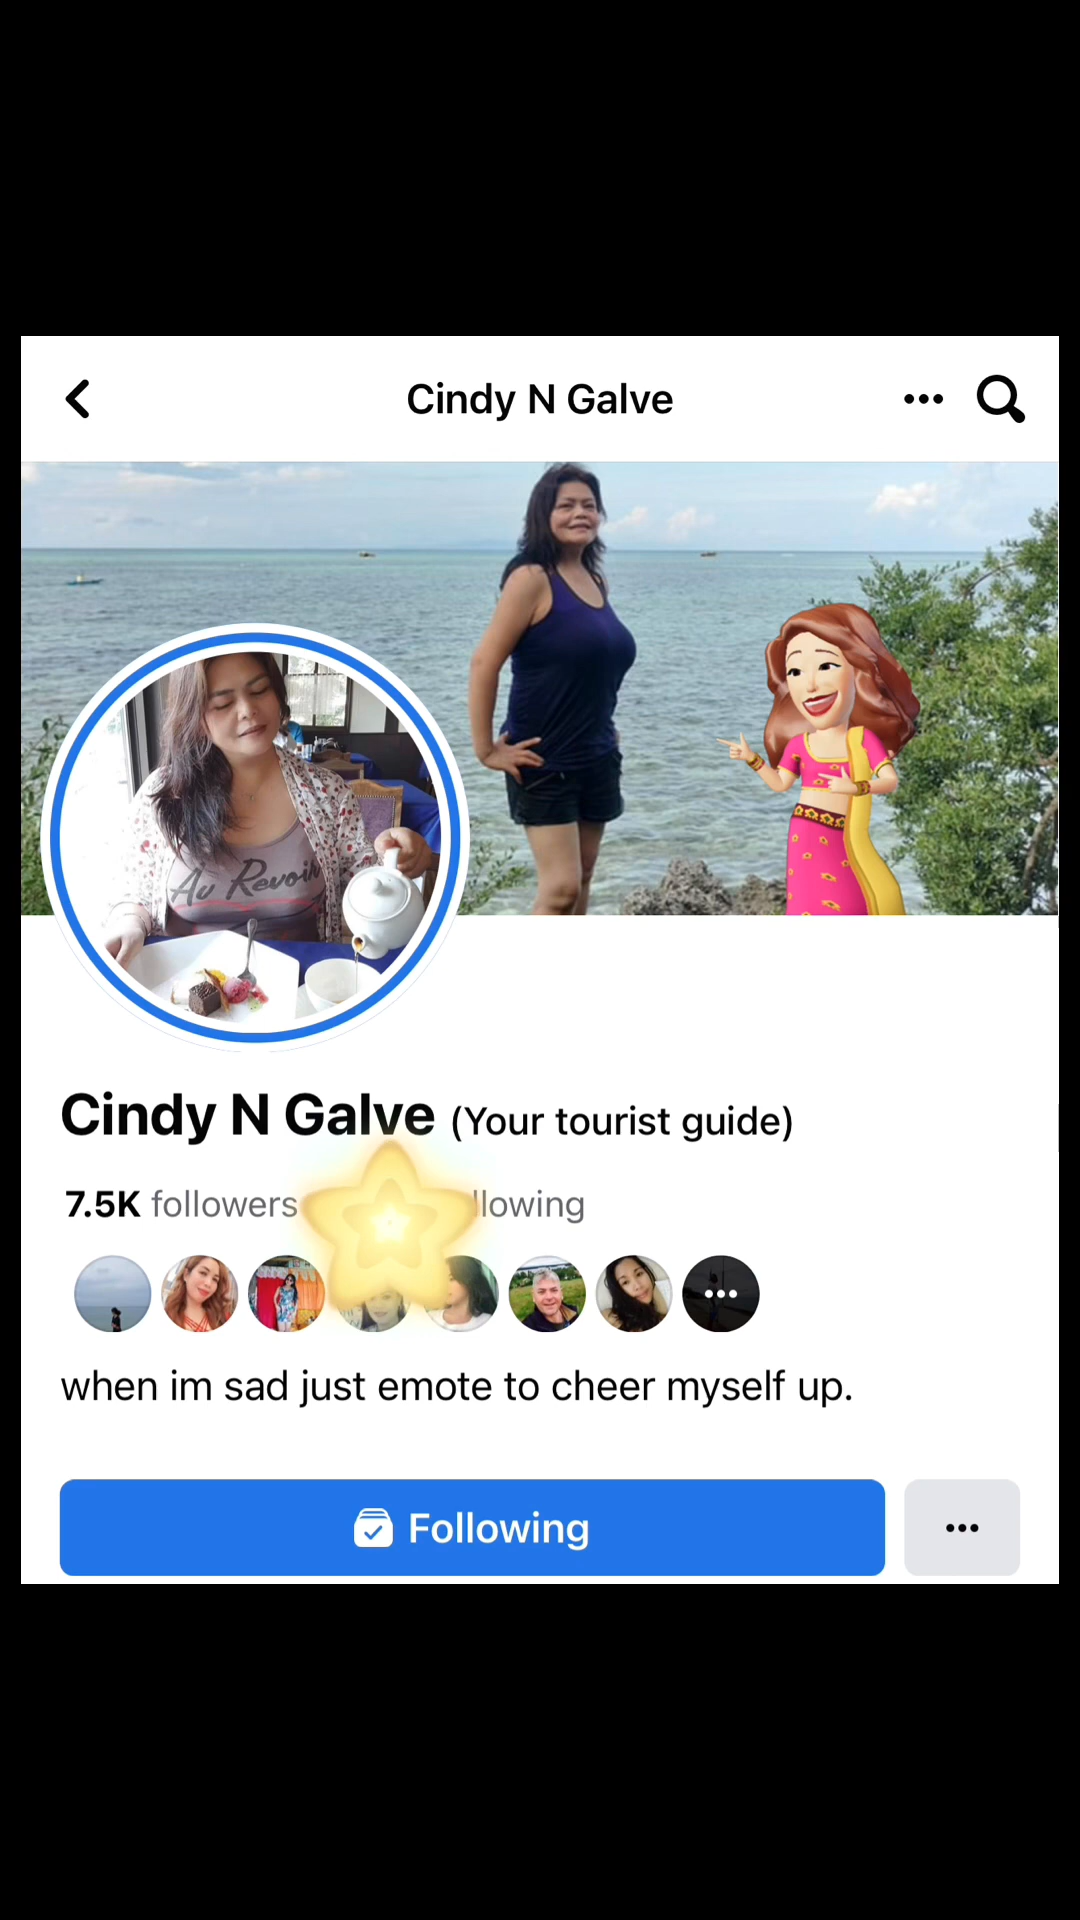 Cindy N Galve
Au Revoir
Cindy N Galve (Your tourist guide)
7.5K followers
when im sad just emote to cheer myself up.
Following